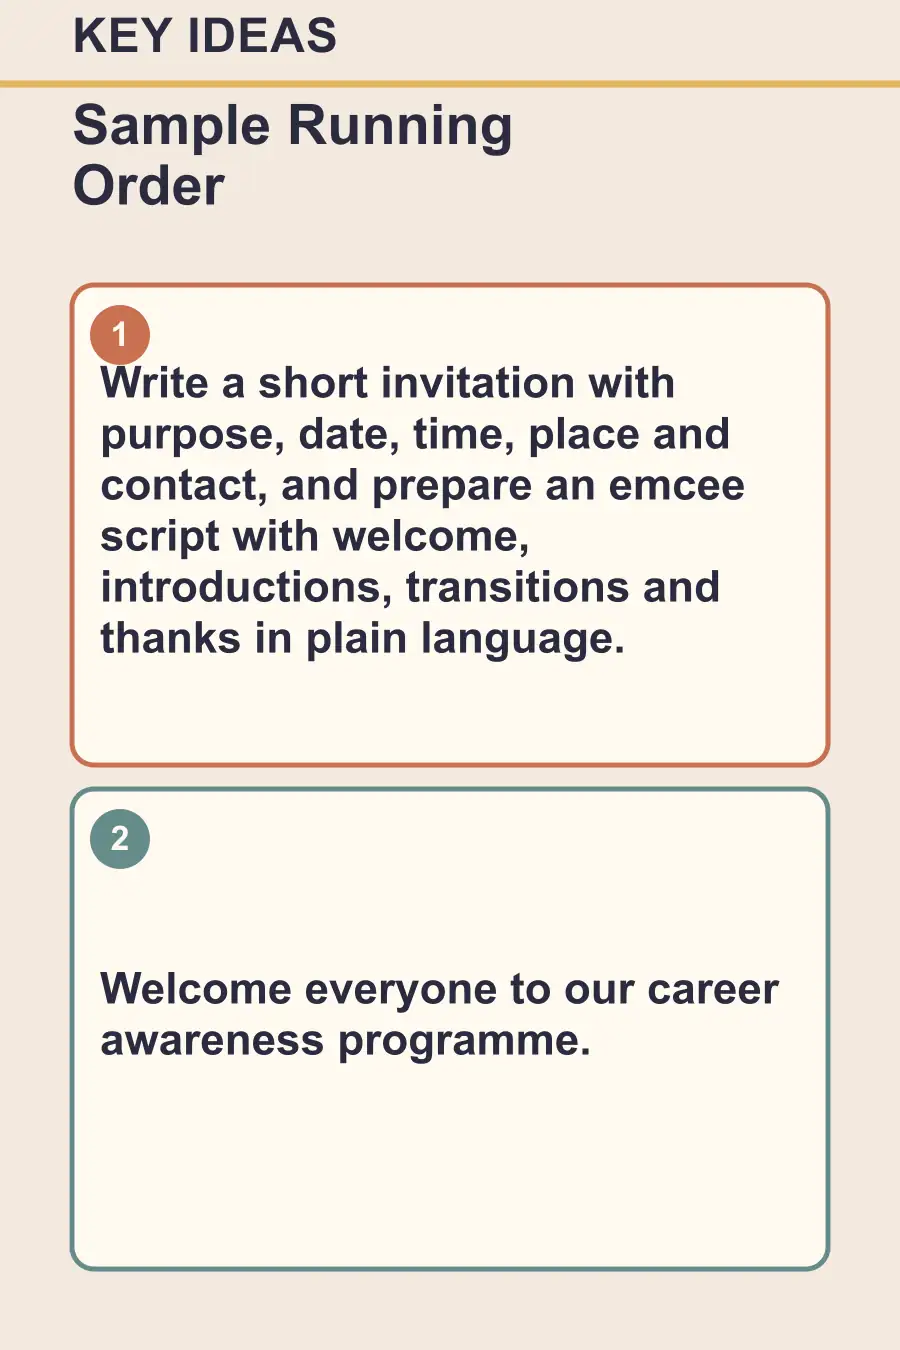 KEY IDEAS
Sample Running
Order
1
Write a short invitation with
purpose, date, time, place and
contact, and prepare an emcee
script with welcome,
introductions, transitions and
thanks in plain language.
2
Welcome everyone to our career
awareness programme.